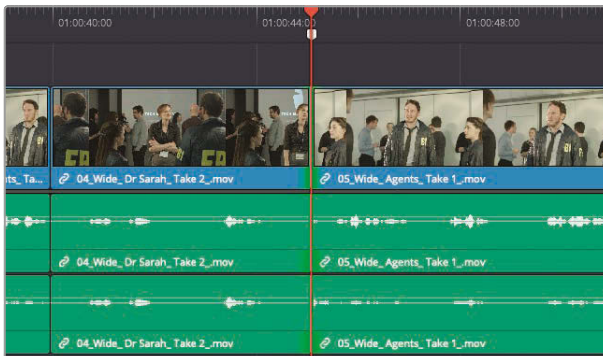 01:00:40:00 01:00:44:00 01:00:48:00
ts_ Ta... 04_Wide_ Dr Sarah_ Take 2_.mov 05_Wide_ Agents_ Take 1_.mov
04_Wide_ Dr Sarah_ Take 2_.mov 05_Wide_ Agents_ Take 1_.mov
04_Wide_ Dr Sarah_ Take 2_.mov 05_Wide_ Agents_ Take 1_.mov